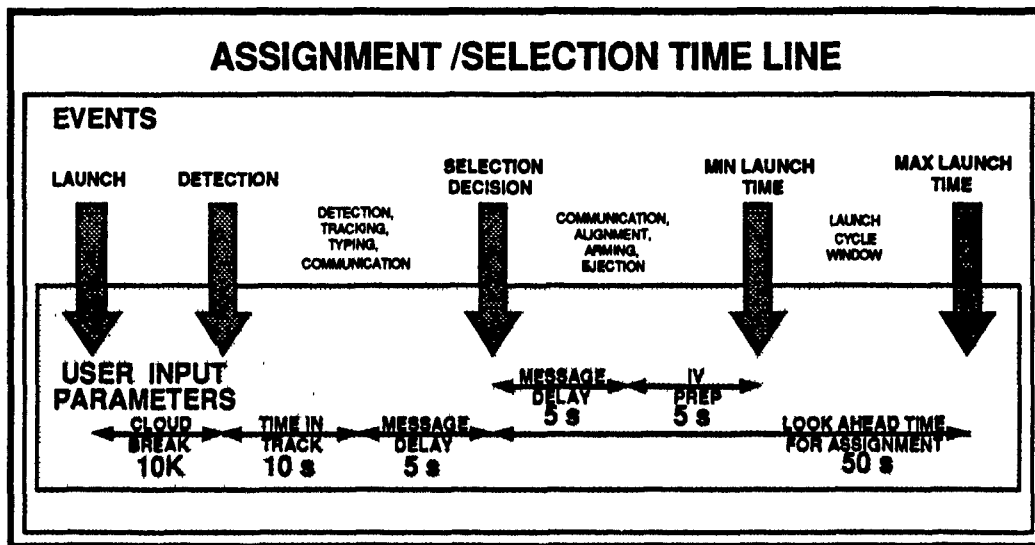 ASSIGNMENT /SELECTION TIME LINE
EVENTS
LAUNCH
DETECTION
SELECTION
DECISION
MIN LAUNCH
TIME
MAX LAUNCH
TIME
DETECTION,
TRACKING,
TYPING,
COMMUNICATION
COMMUNICATION,
ALIGNMENT,
ARMING,
EJECTION
LAUNCH
CYCLE
WINDOW
USER INPUT
PARAMETERS
MESSAGE
DELAY
5 s
IV
PREP
5 s
CLOUD
BREAK
10K
TIME IN
TRACK
10 s
MESSAGE
DELAY
5 s
LOOK AHEAD TIME
FOR ASSIGNMENT
50 s